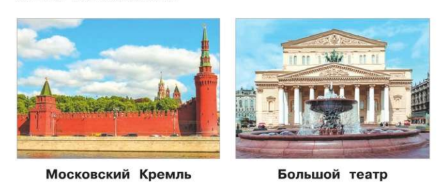 Московский Кремль
Большой театр